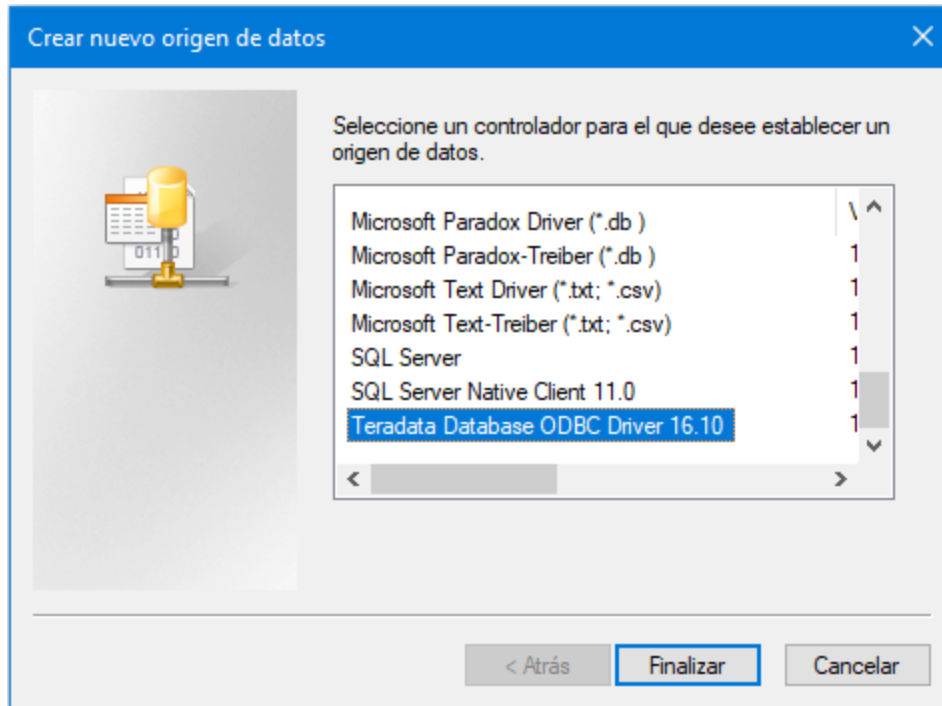 Crear nuevo origen de datos
Seleccione un controlador para el que desee establecer un
origen de datos.
Microsoft Paradox Driver (*.db )
Microsoft Paradox-Treiber (*.db )
Microsoft Text Driver (*.txt; *.csv)
Microsoft Text-Treiber (*.txt; *.csv)
SQL Server
SQL Server Native Client 11.0
Teradata Database ODBC Driver 16.10
< Atrás
Finalizar
Cancelar